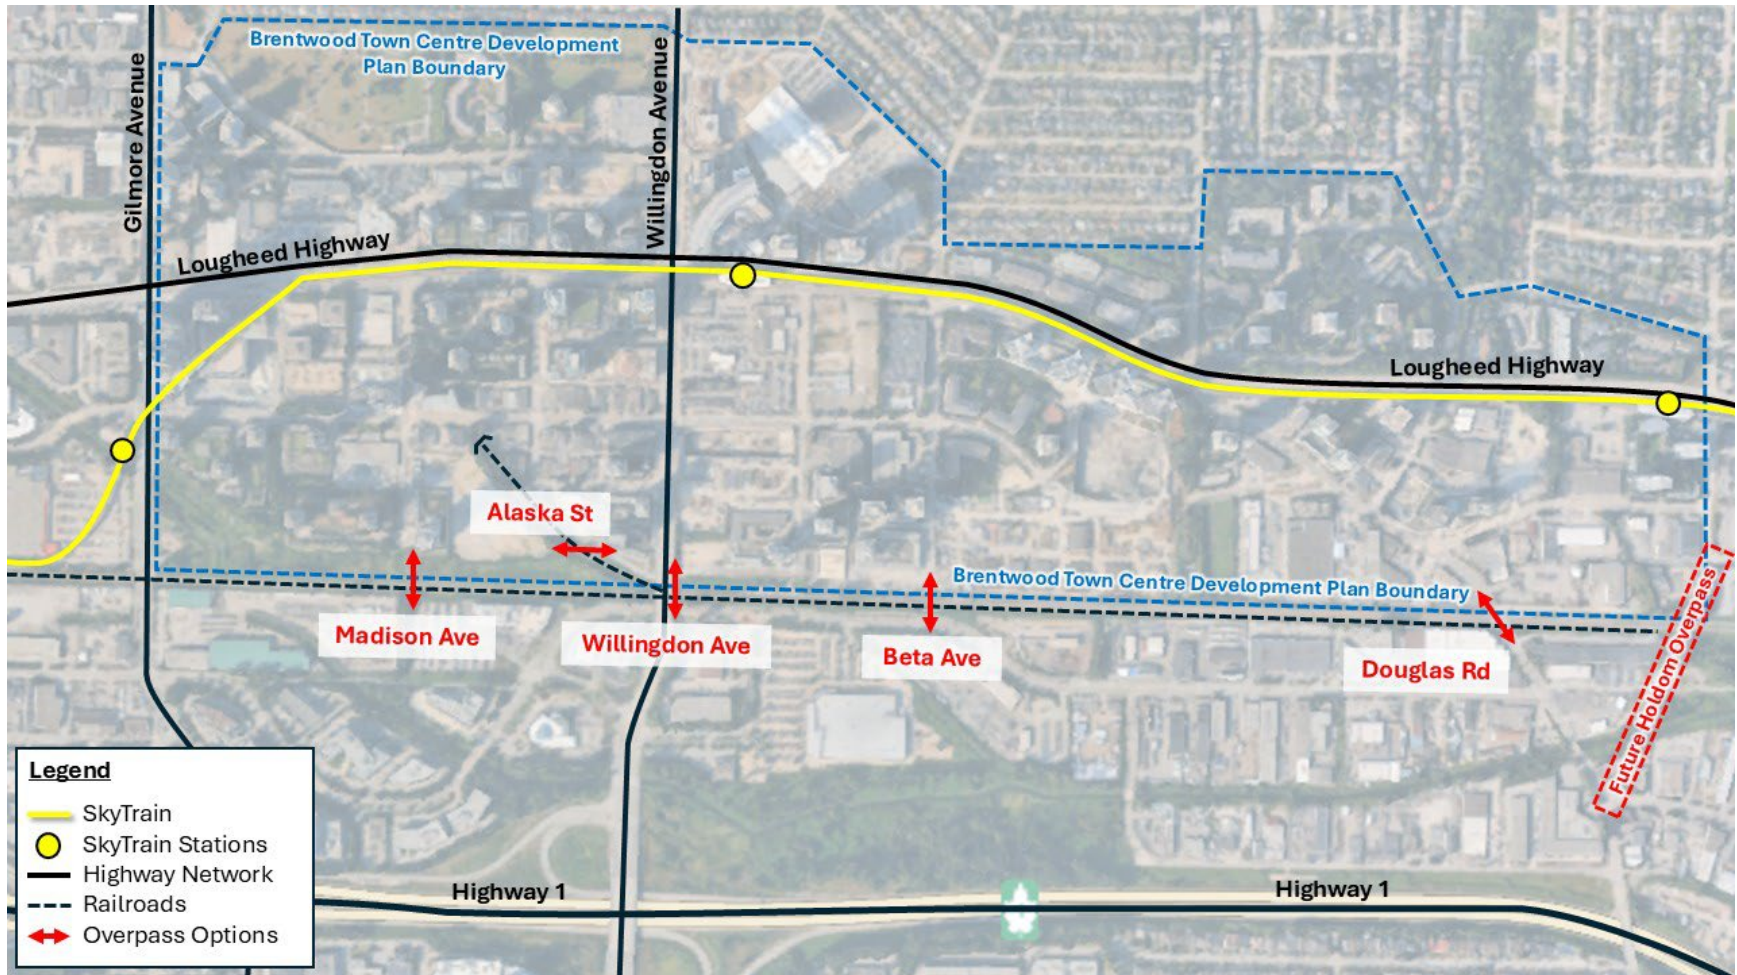 Brentwood Town Centre Development
Plan Boundary
Gilmore Avenue
Willingdon Avenue
Lougheed Highway
Lougheed Highway
Alaska St
Madison Ave
Willingdon Ave
Beta Ave
Brentwood Town Centre Development Plan Boundary
Douglas Rd
Future Holdom Overpass
Highway 1
Highway 1
Legend
SkyTrain
SkyTrain Stations
Highway Network
Railroads
Overpass Options